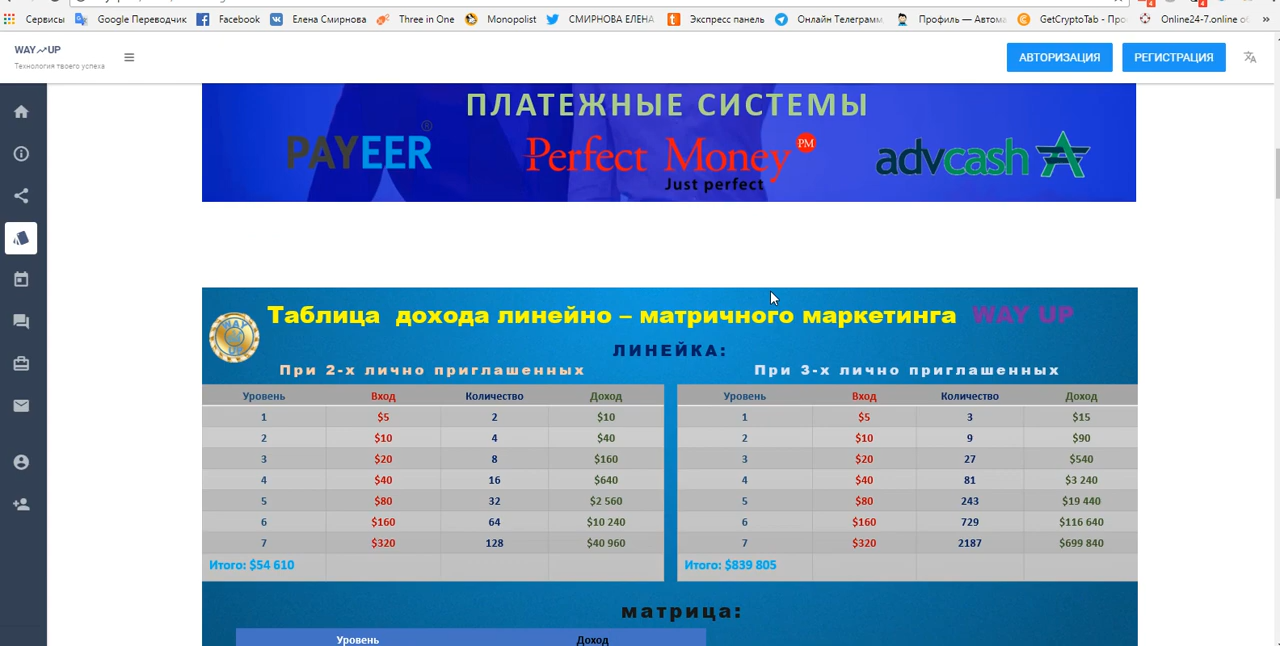 Сервисы Google Переводчик Facebook Елена Смирнова Three in One Monopolist СМИРНОВА ЕЛЕНА Экспресс панель Онлайн Телеграмм Профиль — Автома GetCryptoTab - Про Online24-7.online об »
WAY UP
Технология твоего успеха
АВТОРИЗАЦИЯ РЕГИСТРАЦИЯ
ПЛАТЕЖНЫЕ СИСТЕМЫ
PAYEER ® Perfect Money PM advcash
Just perfect
Таблица дохода линейно – матричного маркетинга WAY UP
WAY UP
ЛИНЕЙКА:
При 2-х лично приглашенных При 3-х лично приглашенных
Уровень Вход Количество Доход Уровень Вход Количество Доход
1 $5 2 $10 1 $5 3 $15
2 $10 4 $40 2 $10 9 $90
3 $20 8 $160 3 $20 27 $540
4 $40 16 $640 4 $40 81 $3 240
5 $80 32 $2 560 5 $80 243 $19 440
6 $160 64 $10 240 6 $160 729 $116 640
7 $320 128 $40 960 7 $320 2187 $699 840
Итого: $54 610 Итого: $839 805
матрица:
Уровень Доход